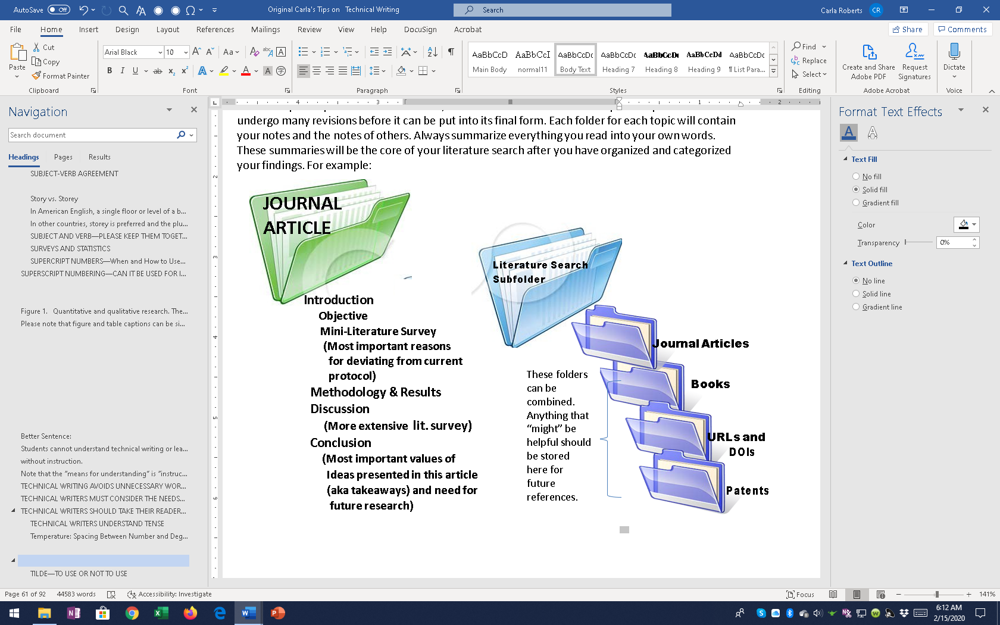 AutoSave Off
Original Carla's Tips on Technical Writing
Search
Carla Roberts CR
File Home Insert Design Layout References Mailings Review View Help DocuSign Acrobat
Share Comments
Paste
Cut
Copy
Format Painter
Clipboard
Arial Black 10
Font
Paragraph
AaBbCcD AaBbCcI AaBbCcDc AaBbCcDc AaBbCcDc AaBbCcDd AaBbCcDc
Main Body normal11 Body Text Heading 7 Heading 8 Heading 9 ¶ List Para...
Styles
Find
Replace
Select
Editing
Create and Share
Adobe PDF
Request
Signatures
Adobe Acrobat
Dictate
Voice
Navigation
Search document
Headings Pages Results
SUBJECT-VERB AGREEMENT
Story vs. Storey
In American English, a single floor or level of a b...
In other countries, storey is preferred and the plu...
SUBJECT AND VERB—PLEASE KEEP THEM TOGET...
SURVEYS AND STATISTICS
SUPERCRIPT NUMBERS—When and How to Use...
SUPERSCRIPT NUMBERING—CAN IT BE USED FOR I...
Figure 1. Quantitative and qualitative research. The...
Please note that figure and table captions can be si...
Better Sentence:
Students cannot understand technical writing or lea...
without instruction.
Note that the "means for understanding" is "instruc...
TECHNICAL WRITING AVOIDS UNNECESSARY WOR...
TECHNICAL WRITERS MUST CONSIDER THE NEEDS...
TECHNICAL WRITERS SHOULD TAKE THEIR READER...
TECHNICAL WRITERS UNDERSTAND TENSE
Temperature: Spacing Between Number and Deg...
TILDE—TO USE OR NOT TO USE
undergo many revisions before it can be put into its final form. Each folder for each topic will contain
your notes and the notes of others. Always summarize everything you read into your own words.
These summaries will be the core of your literature search after you have organized and categorized
your findings. For example:
JOURNAL
ARTICLE
Introduction
Objective
Mini-Literature Survey
(Most important reasons
for deviating from current
protocol)
Methodology & Results
Discussion
(More extensive lit. survey)
Conclusion
(Most important values of
Ideas presented in this article
(aka takeaways) and need for
future research)
Literature Search
Subfolder
Journal Articles
Books
URLs and
DOIs
Patents
These folders
can be
combined.
Anything that
“might” be
helpful should
be stored
here for
future
references.
Format Text Effects
Text Fill
No fill
Solid fill
Gradient fill
Color
Transparency 0%
Text Outline
No line
Solid line
Gradient line
Page 61 of 92 44583 words Accessibility: Investigate
Focus 141%
6:12 AM
2/15/2020